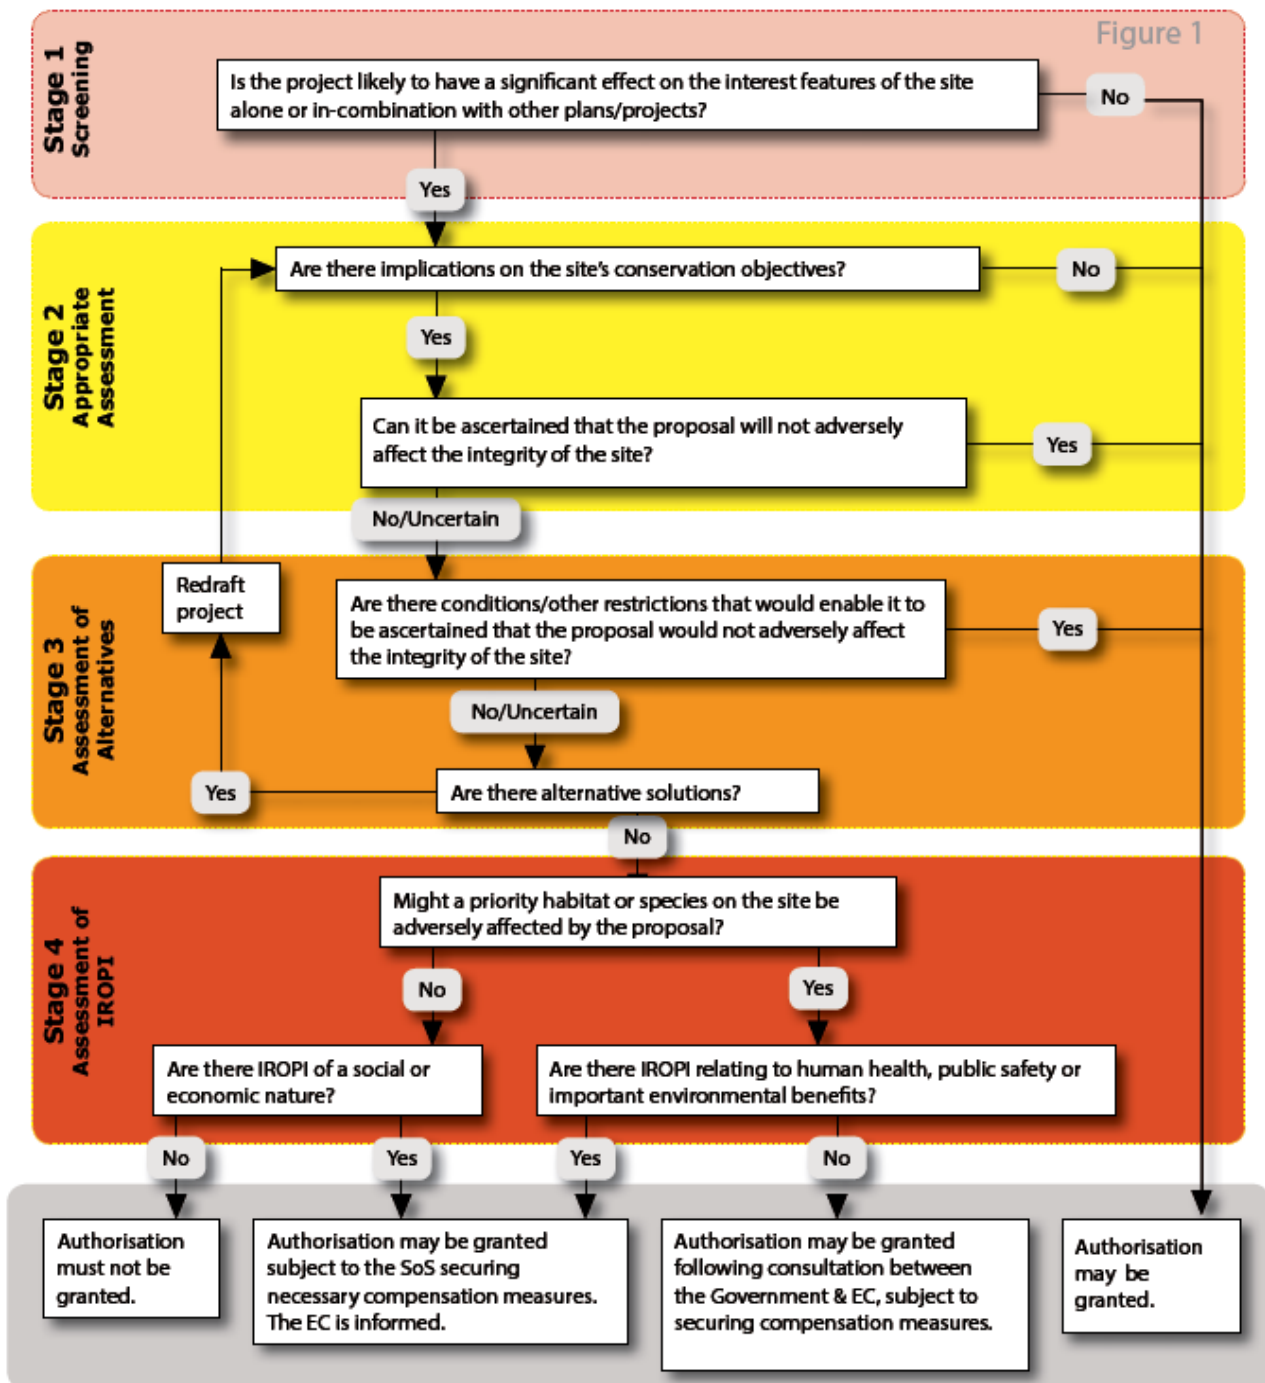 Figure 1
Stage 1
Screening
Is the project likely to have a significant effect on the interest features of the site
alone or in-combination with other plans/projects?
No
Yes
Stage 2
Appropriate
Assessment
Are there implications on the site's conservation objectives?
No
Yes
Can it be ascertained that the proposal will not adversely
affect the integrity of the site?
Yes
No/Uncertain
Stage 3
Assessment of
Alternatives
Redraft
project
Are there conditions/other restrictions that would enable it to
be ascertained that the proposal would not adversely affect
the integrity of the site?
Yes
No/Uncertain
Are there alternative solutions?
Yes
No
Stage 4
Assessment of
IROPI
Might a priority habitat or species on the site be
adversely affected by the proposal?
No
Yes
Are there IROPI of a social or
economic nature?
Are there IROPI relating to human health, public safety or
important environmental benefits?
No
Yes
Yes
No
Authorisation
must not be
granted.
Authorisation may be granted
subject to the SoS securing
necessary compensation measures.
The EC is informed.
Authorisation may be granted
following consultation between
the Government & EC, subject to
securing compensation measures.
Authorisation
may be
granted.